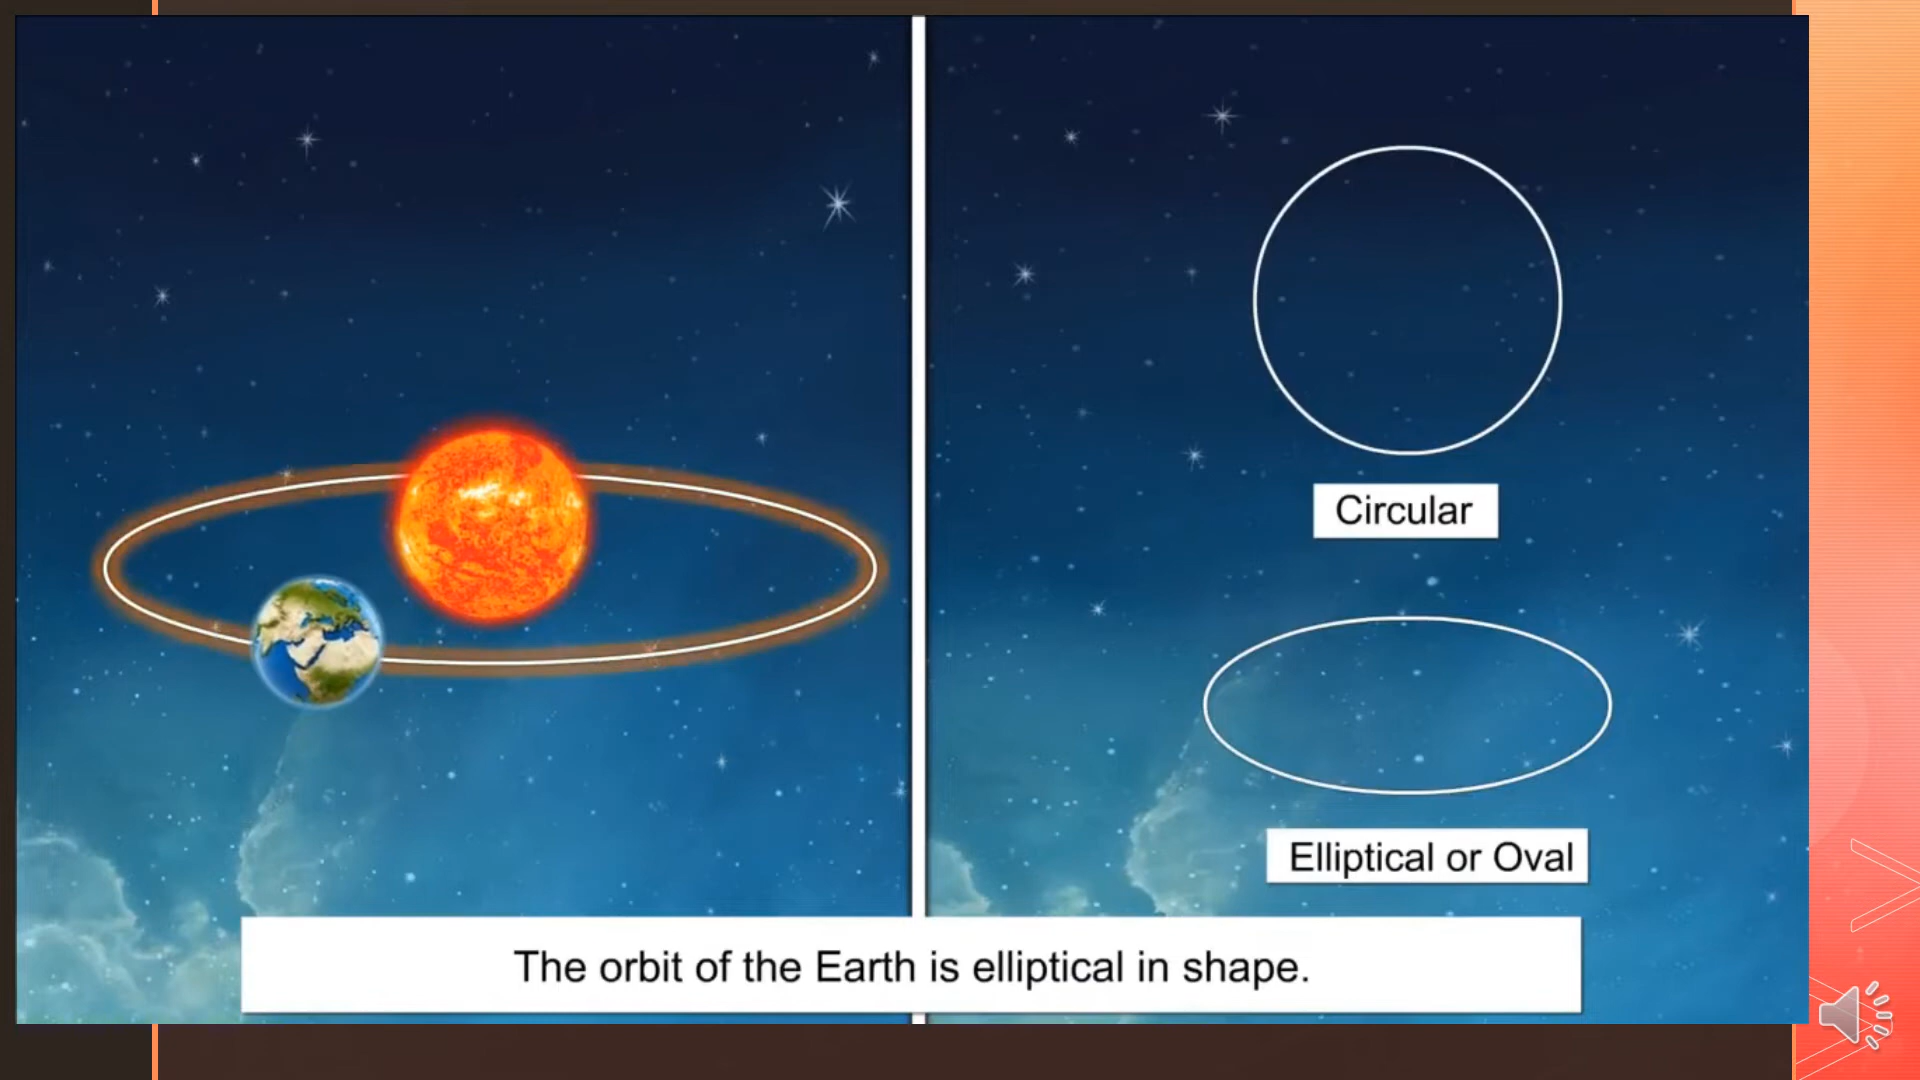 Circular
Elliptical or Oval
The orbit of the Earth is elliptical in shape.